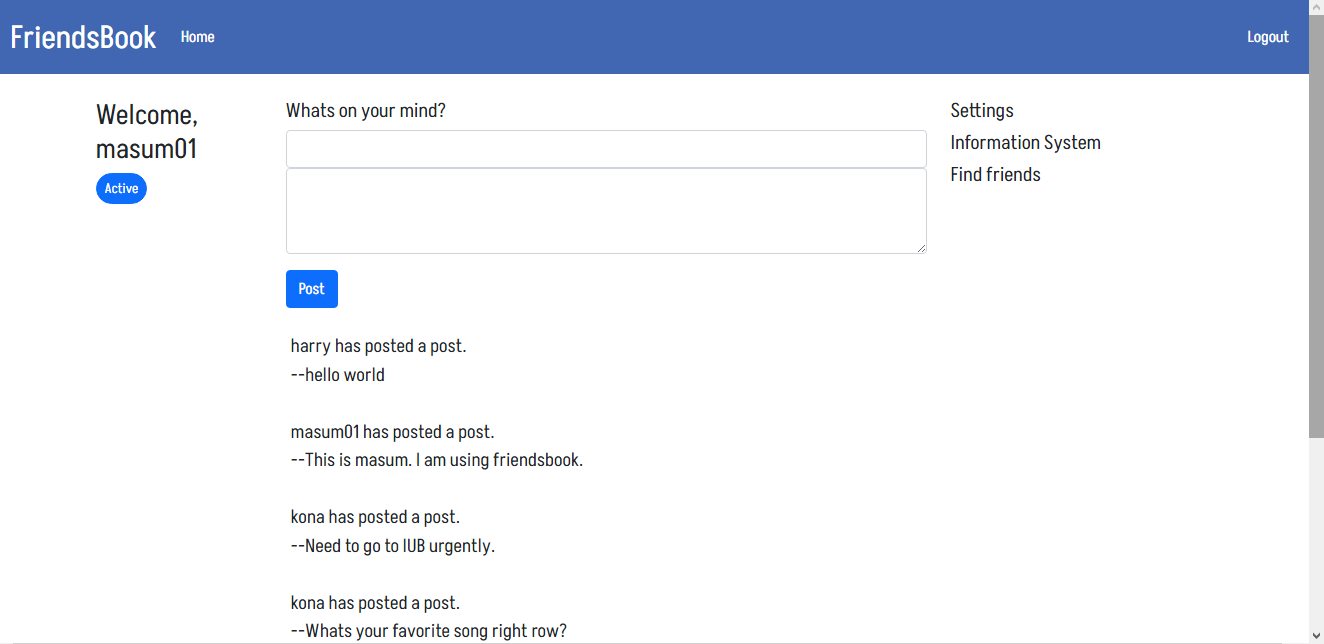 FriendsBook Home Logout
Welcome,
masum01
Active
Whats on your mind?
Post
harry has posted a post.
--hello world
masum01 has posted a post.
--This is masum. I am using friendsbook.
kona has posted a post.
--Need to go to IUB urgently.
kona has posted a post.
--Whats your favorite song right row?
Settings
Information System
Find friends